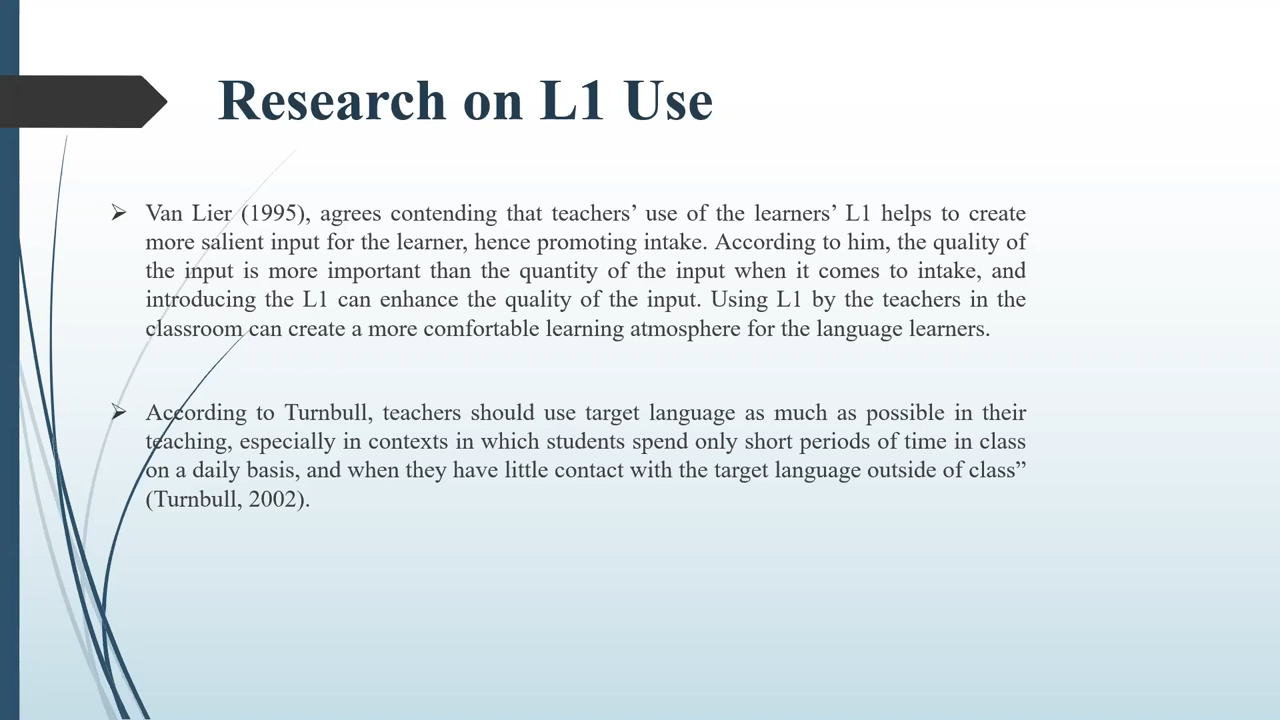 Research on L1 Use
Van Lier (1995), agrees contending that teachers’ use of the learners’ L1 helps to create
more salient input for the learner, hence promoting intake. According to him, the quality of
the input is more important than the quantity of the input when it comes to intake, and
introducing the L1 can enhance the quality of the input. Using L1 by the teachers in the
classroom can create a more comfortable learning atmosphere for the language learners.
According to Turnbull, teachers should use target language as much as possible in their
teaching, especially in contexts in which students spend only short periods of time in class
on a daily basis, and when they have little contact with the target language outside of class”
(Turnbull, 2002).